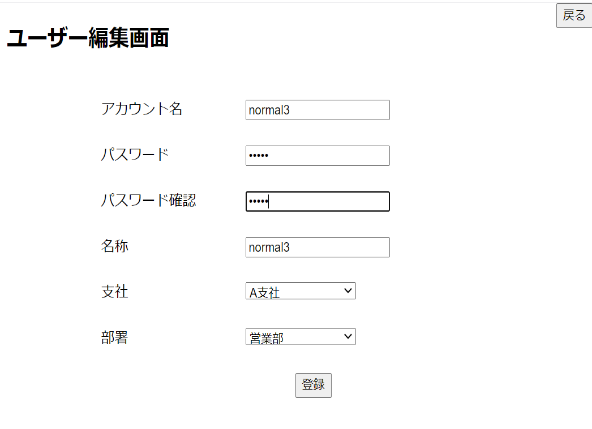 戻る
ユーザー編集画面
アカウント名 normal3
パスワード •••••
パスワード確認 •••••
名称 normal3
支社 A支社
部署 営業部
登録